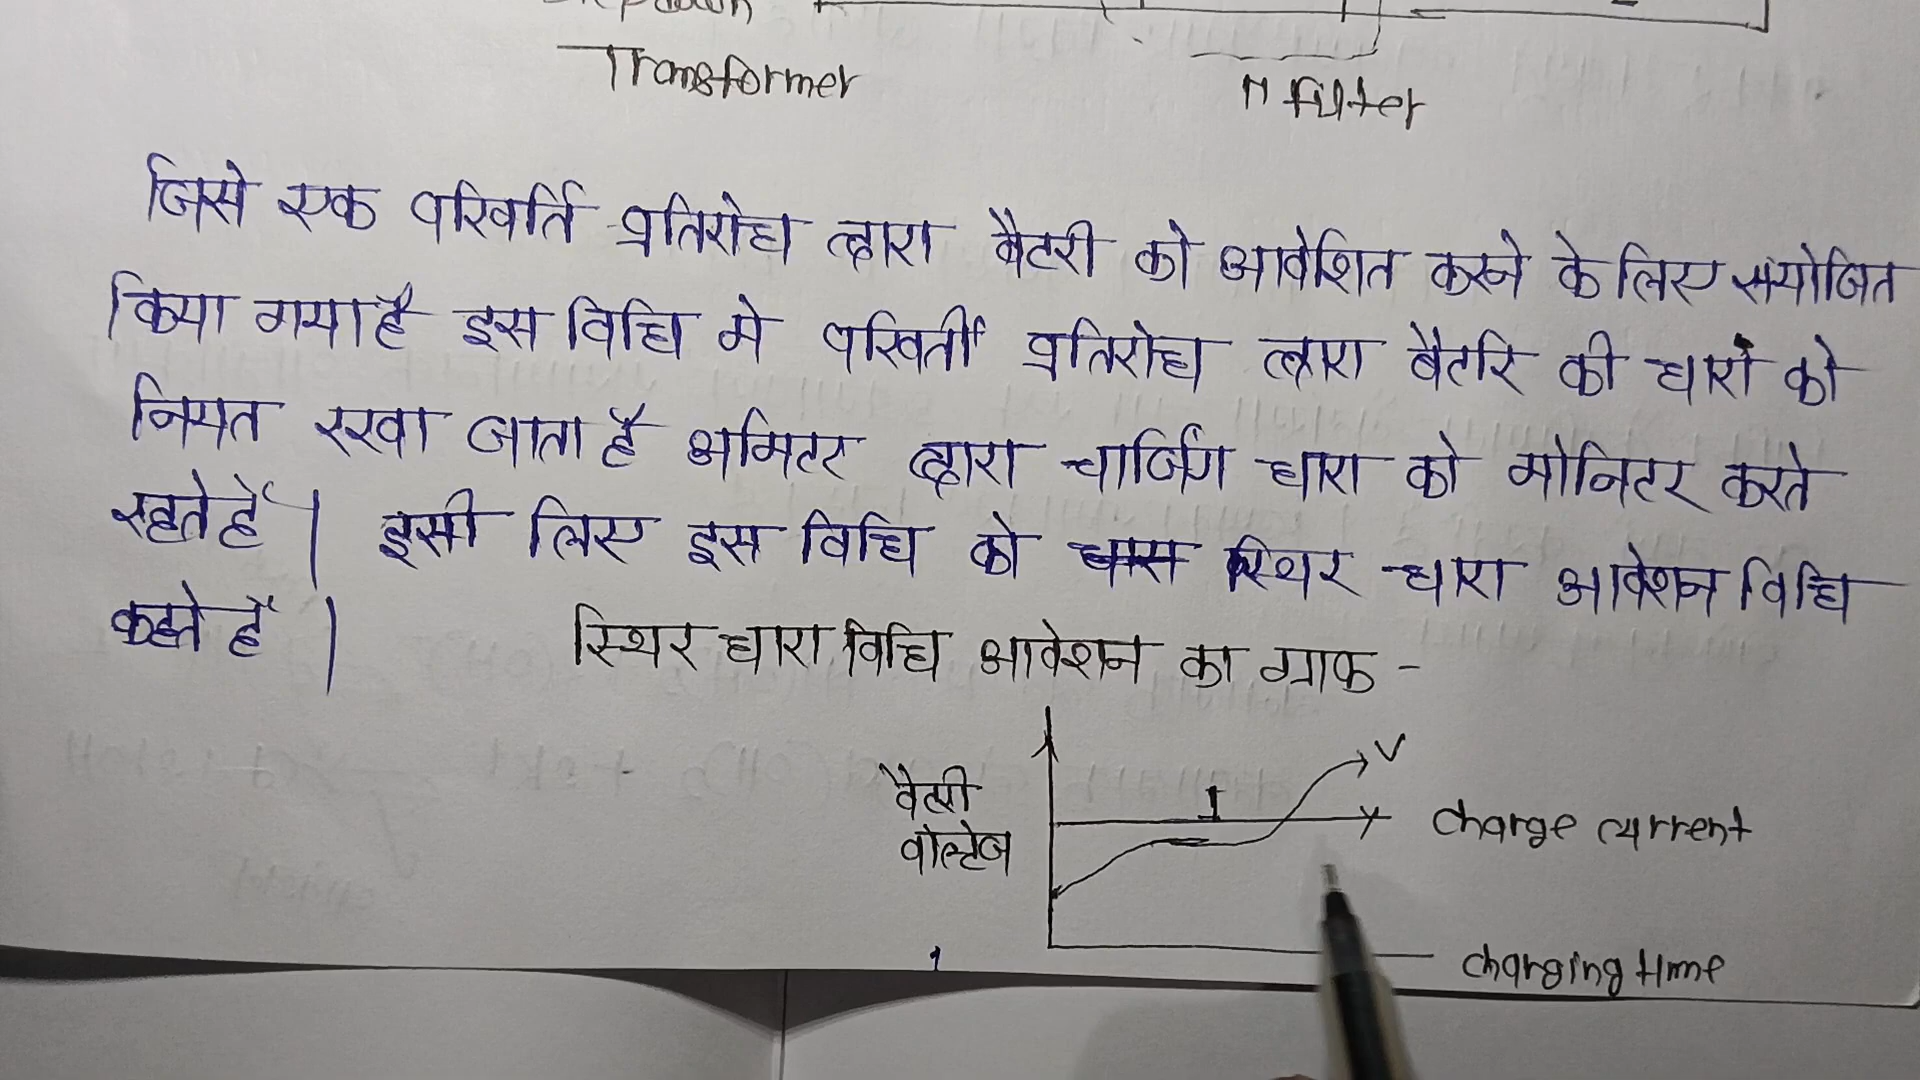 Transformer
π filter
जिसे एक परिवर्ति प्रतिरोध द्वारा बैटरी को आवेशित करने के लिए संयोजित
किया गया है इस विधि मे परिवर्ती प्रतिरोध द्वारा बैटरि की धारा को
नियत रखा जाता है अमिटर द्वारा चार्जिंग धारा को मोनिटर करते
रहते हैं | इसी लिए इस विधि को स्थिर धारा आवेशन विधि
कहते हैं |
स्थिर धारा विधि आवेशन का ग्राफ -
V
बैटरी
वोल्टेज
I
charge current
charging time